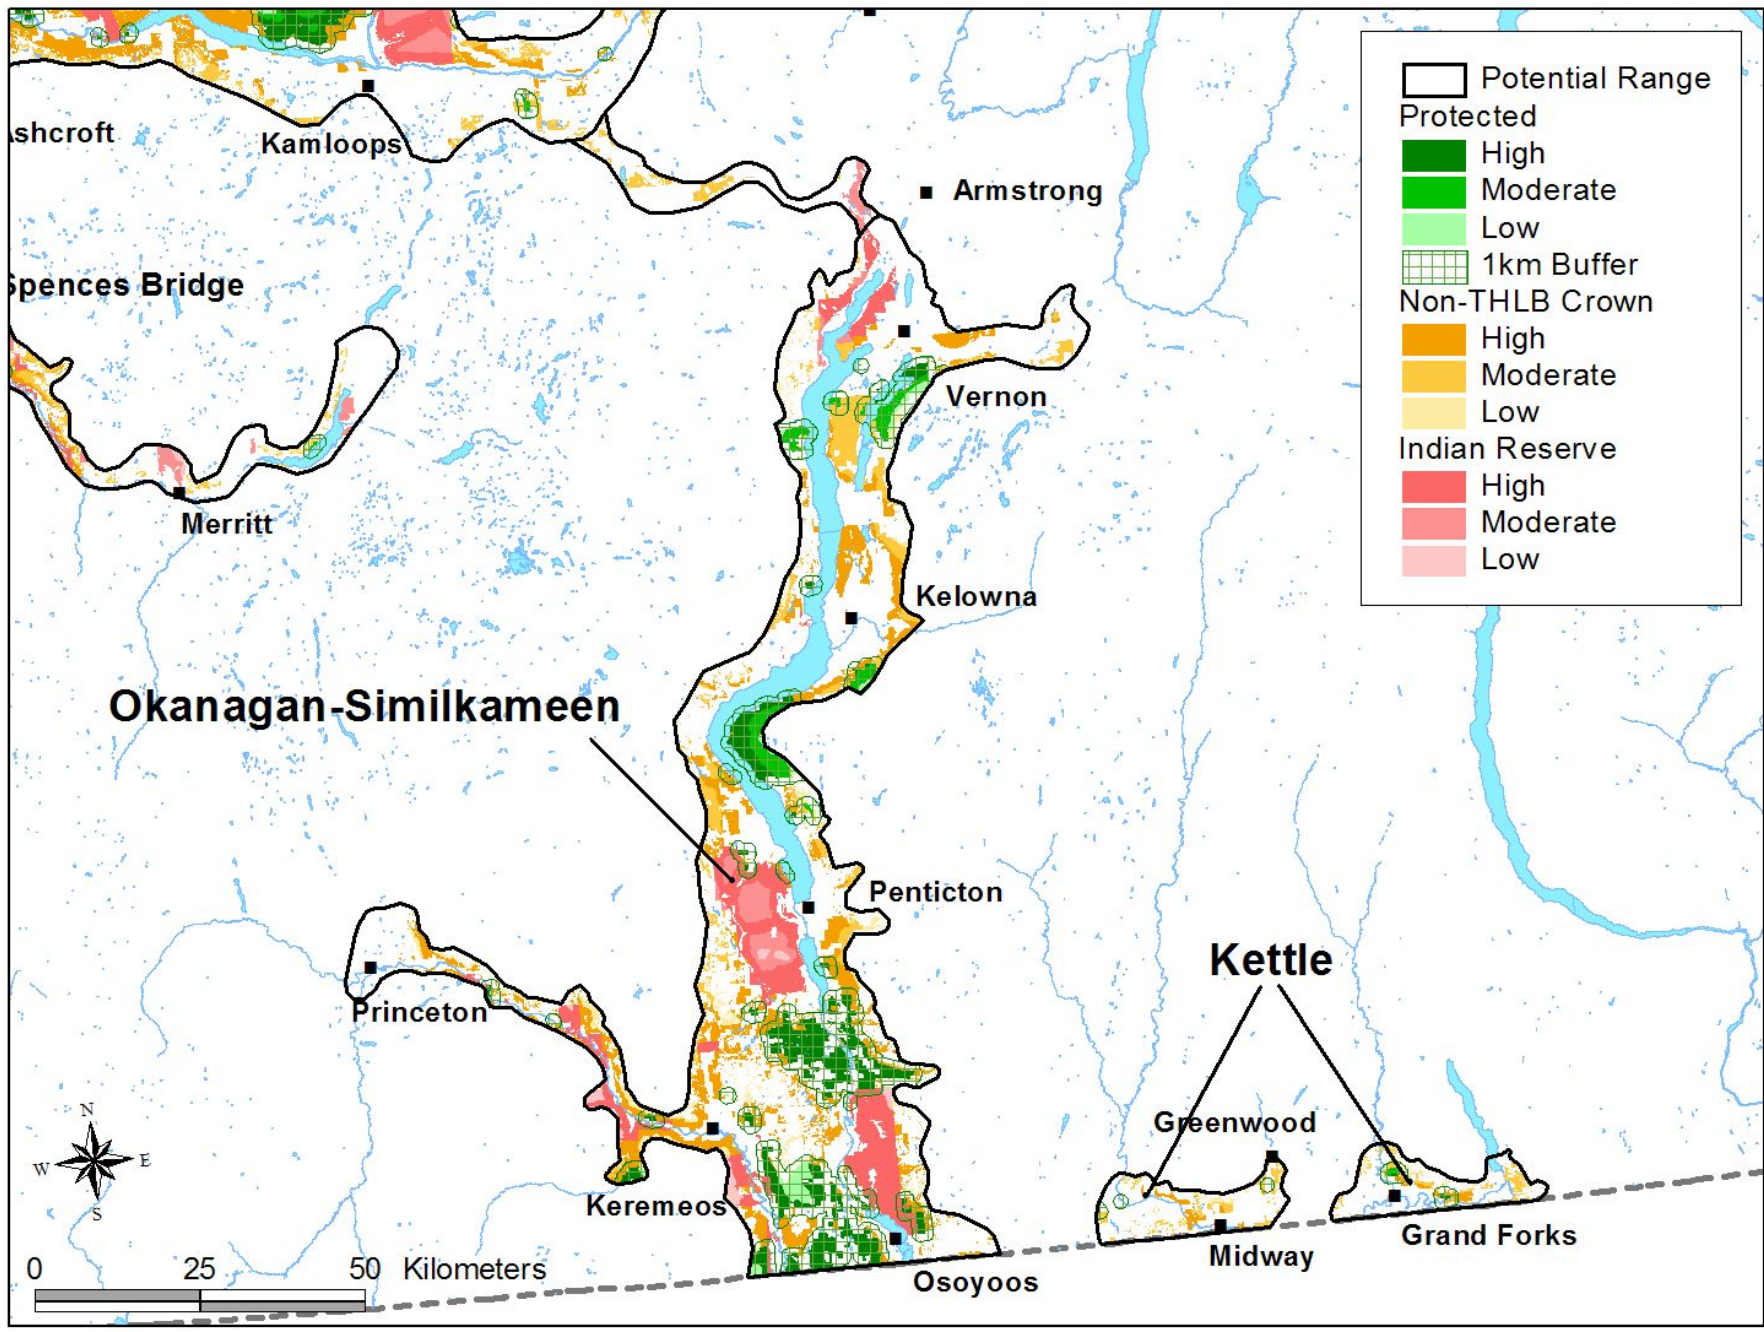 Potential Range
Protected
High
Moderate
Low
1km Buffer
Non-THLB Crown
High
Moderate
Low
Indian Reserve
High
Moderate
Low
shcroft
Kamloops
Armstrong
Spences Bridge
Vernon
Merritt
Kelowna
Okanagan-Similkameen
Penticton
Kettle
Princeton
Greenwood
Keremeos
Grand Forks
Midway
Osoyoos
N
W E
S
0 25 50 Kilometers